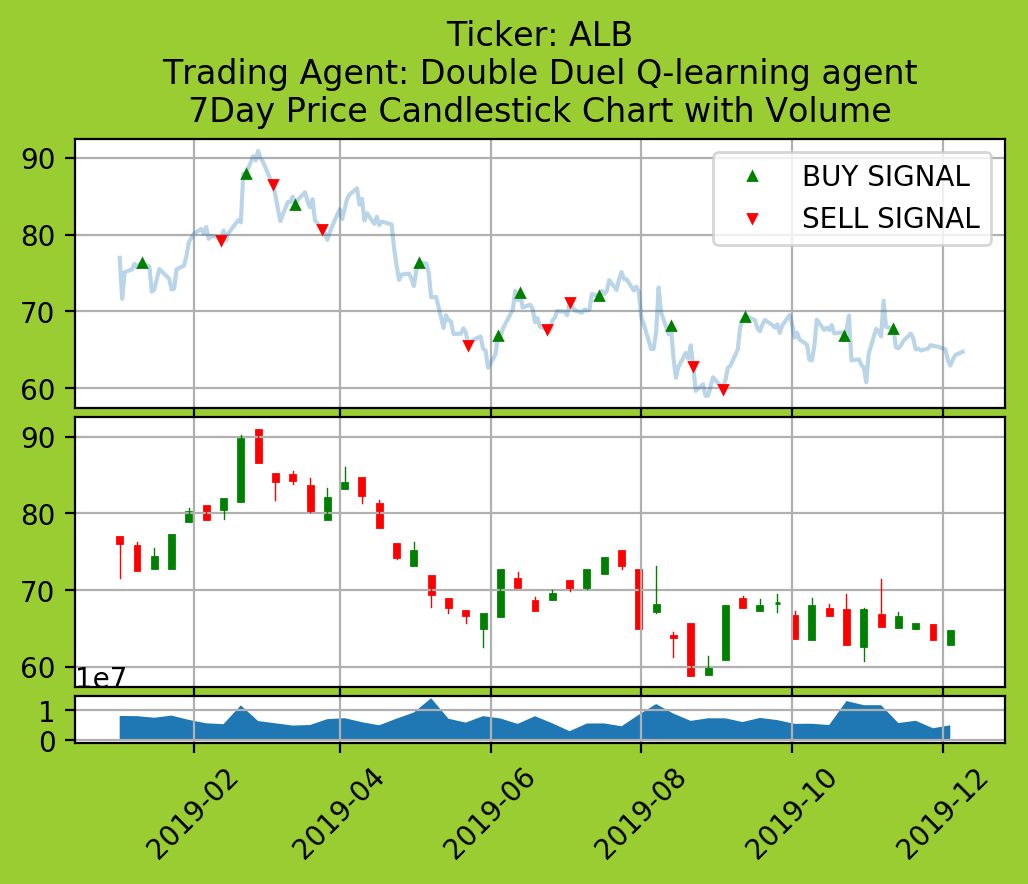 Ticker: ALB
Trading Agent: Double Duel Q-learning agent
7Day Price Candlestick Chart with Volume
90
80
70
60
BUY SIGNAL
SELL SIGNAL
90
80
70
60
1e7
1
0
2019-02
2019-04
2019-06
2019-08
2019-10
2019-12